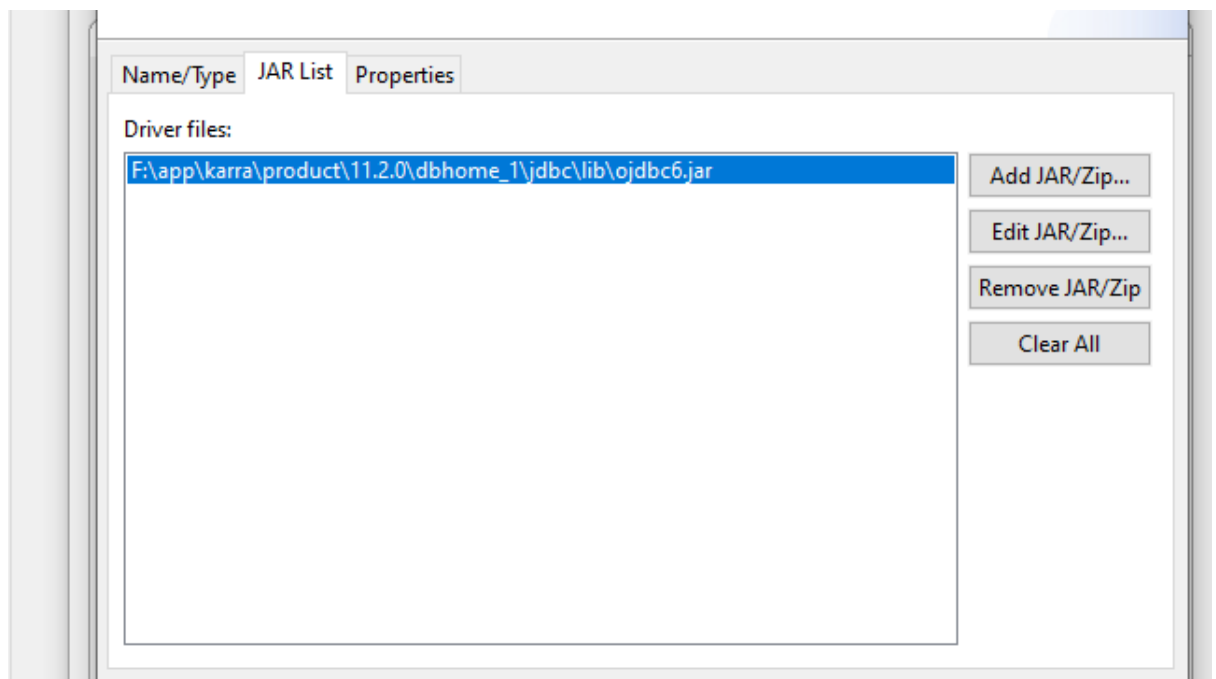 Name/Type JAR List Properties
Driver files:
F:\app\karra\product\11.2.0\dbhome_1\jdbc\lib\ojdbc6.jar
Add JAR/Zip...
Edit JAR/Zip...
Remove JAR/Zip
Clear All